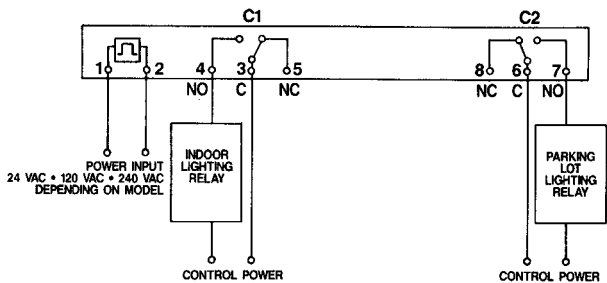 C1
C2
1 2 4 3 5 8 6 7
NO C NC NC C NO
INDOOR
LIGHTING
RELAY
PARKING
LOT
LIGHTING
RELAY
POWER INPUT
24 VAC • 120 VAC • 240 VAC
DEPENDING ON MODEL
CONTROL POWER
CONTROL POWER